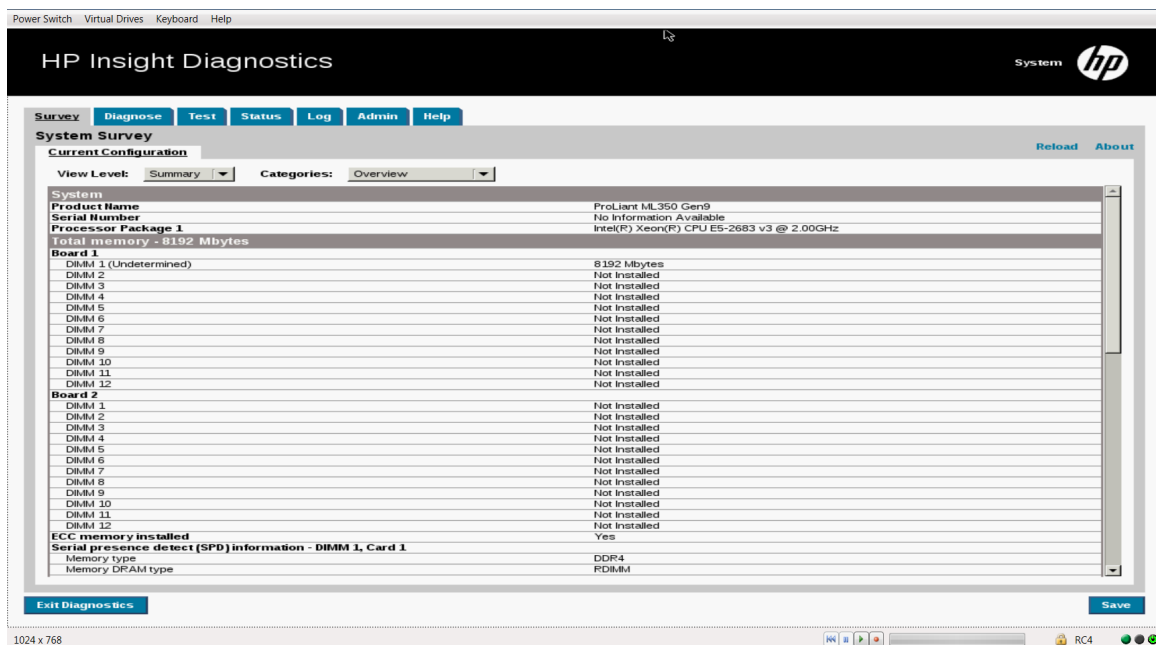 Power Switch Virtual Drives Keyboard Help
HP Insight Diagnostics
System hp
Survey Diagnose Test Status Log Admin Help
System Survey
Reload About
Current Configuration
View Level: Summary Categories: Overview
System
Product Name ProLiant ML350 Gen9
Serial Number No Information Available
Processor Package 1 Intel(R) Xeon(R) CPU E5-2683 v3 @ 2.00GHz
Total memory - 8192 Mbytes
Board 1
DIMM 1 (Undetermined) 8192 Mbytes
DIMM 2 Not Installed
DIMM 3 Not Installed
DIMM 4 Not Installed
DIMM 5 Not Installed
DIMM 6 Not Installed
DIMM 7 Not Installed
DIMM 8 Not Installed
DIMM 9 Not Installed
DIMM 10 Not Installed
DIMM 11 Not Installed
DIMM 12 Not Installed
Board 2
DIMM 1 Not Installed
DIMM 2 Not Installed
DIMM 3 Not Installed
DIMM 4 Not Installed
DIMM 5 Not Installed
DIMM 6 Not Installed
DIMM 7 Not Installed
DIMM 8 Not Installed
DIMM 9 Not Installed
DIMM 10 Not Installed
DIMM 11 Not Installed
DIMM 12 Not Installed
ECC memory installed Yes
Serial presence detect (SPD) information - DIMM 1, Card 1
Memory type DDR4
Memory DRAM type RDIMM
Exit Diagnostics Save
1024 x 768 RC4